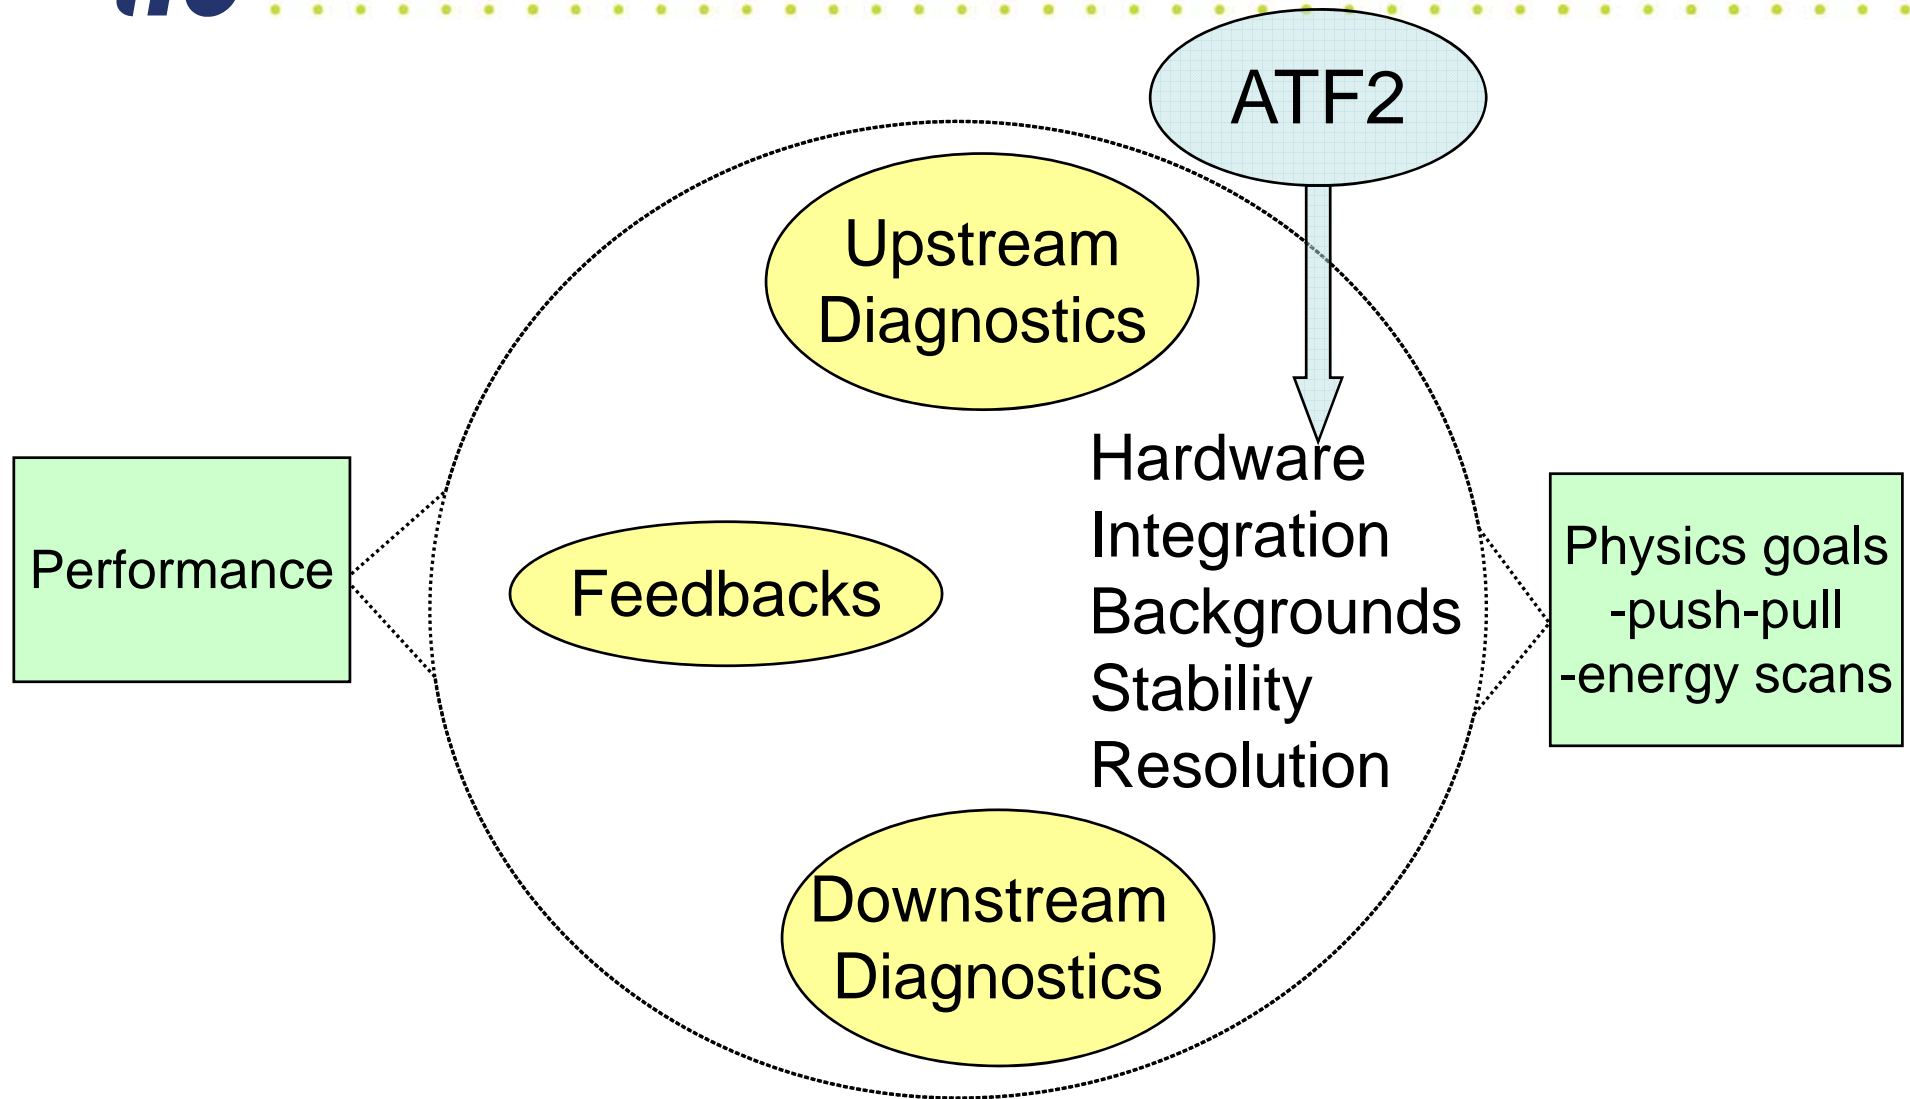 ATF2
Upstream
Diagnostics
Hardware
Integration
Backgrounds
Stability
Resolution
Performance
Feedbacks
Physics goals
-push-pull
-energy scans
Downstream
Diagnostics